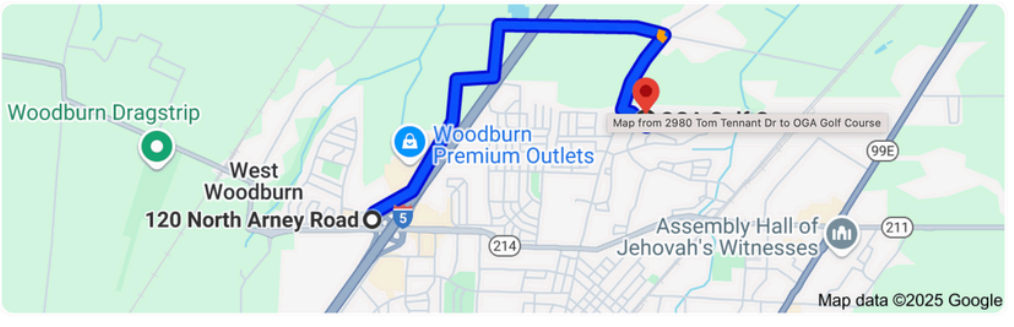 Woodburn Dragstrip
West
Woodburn
120 North Arney Road
Woodburn
Premium Outlets
5
214
Map from 2980 Tom Tennant Dr to OGA Golf Course
99E
211
Assembly Hall of
Jehovah's Witnesses
Map data ©2025 Google